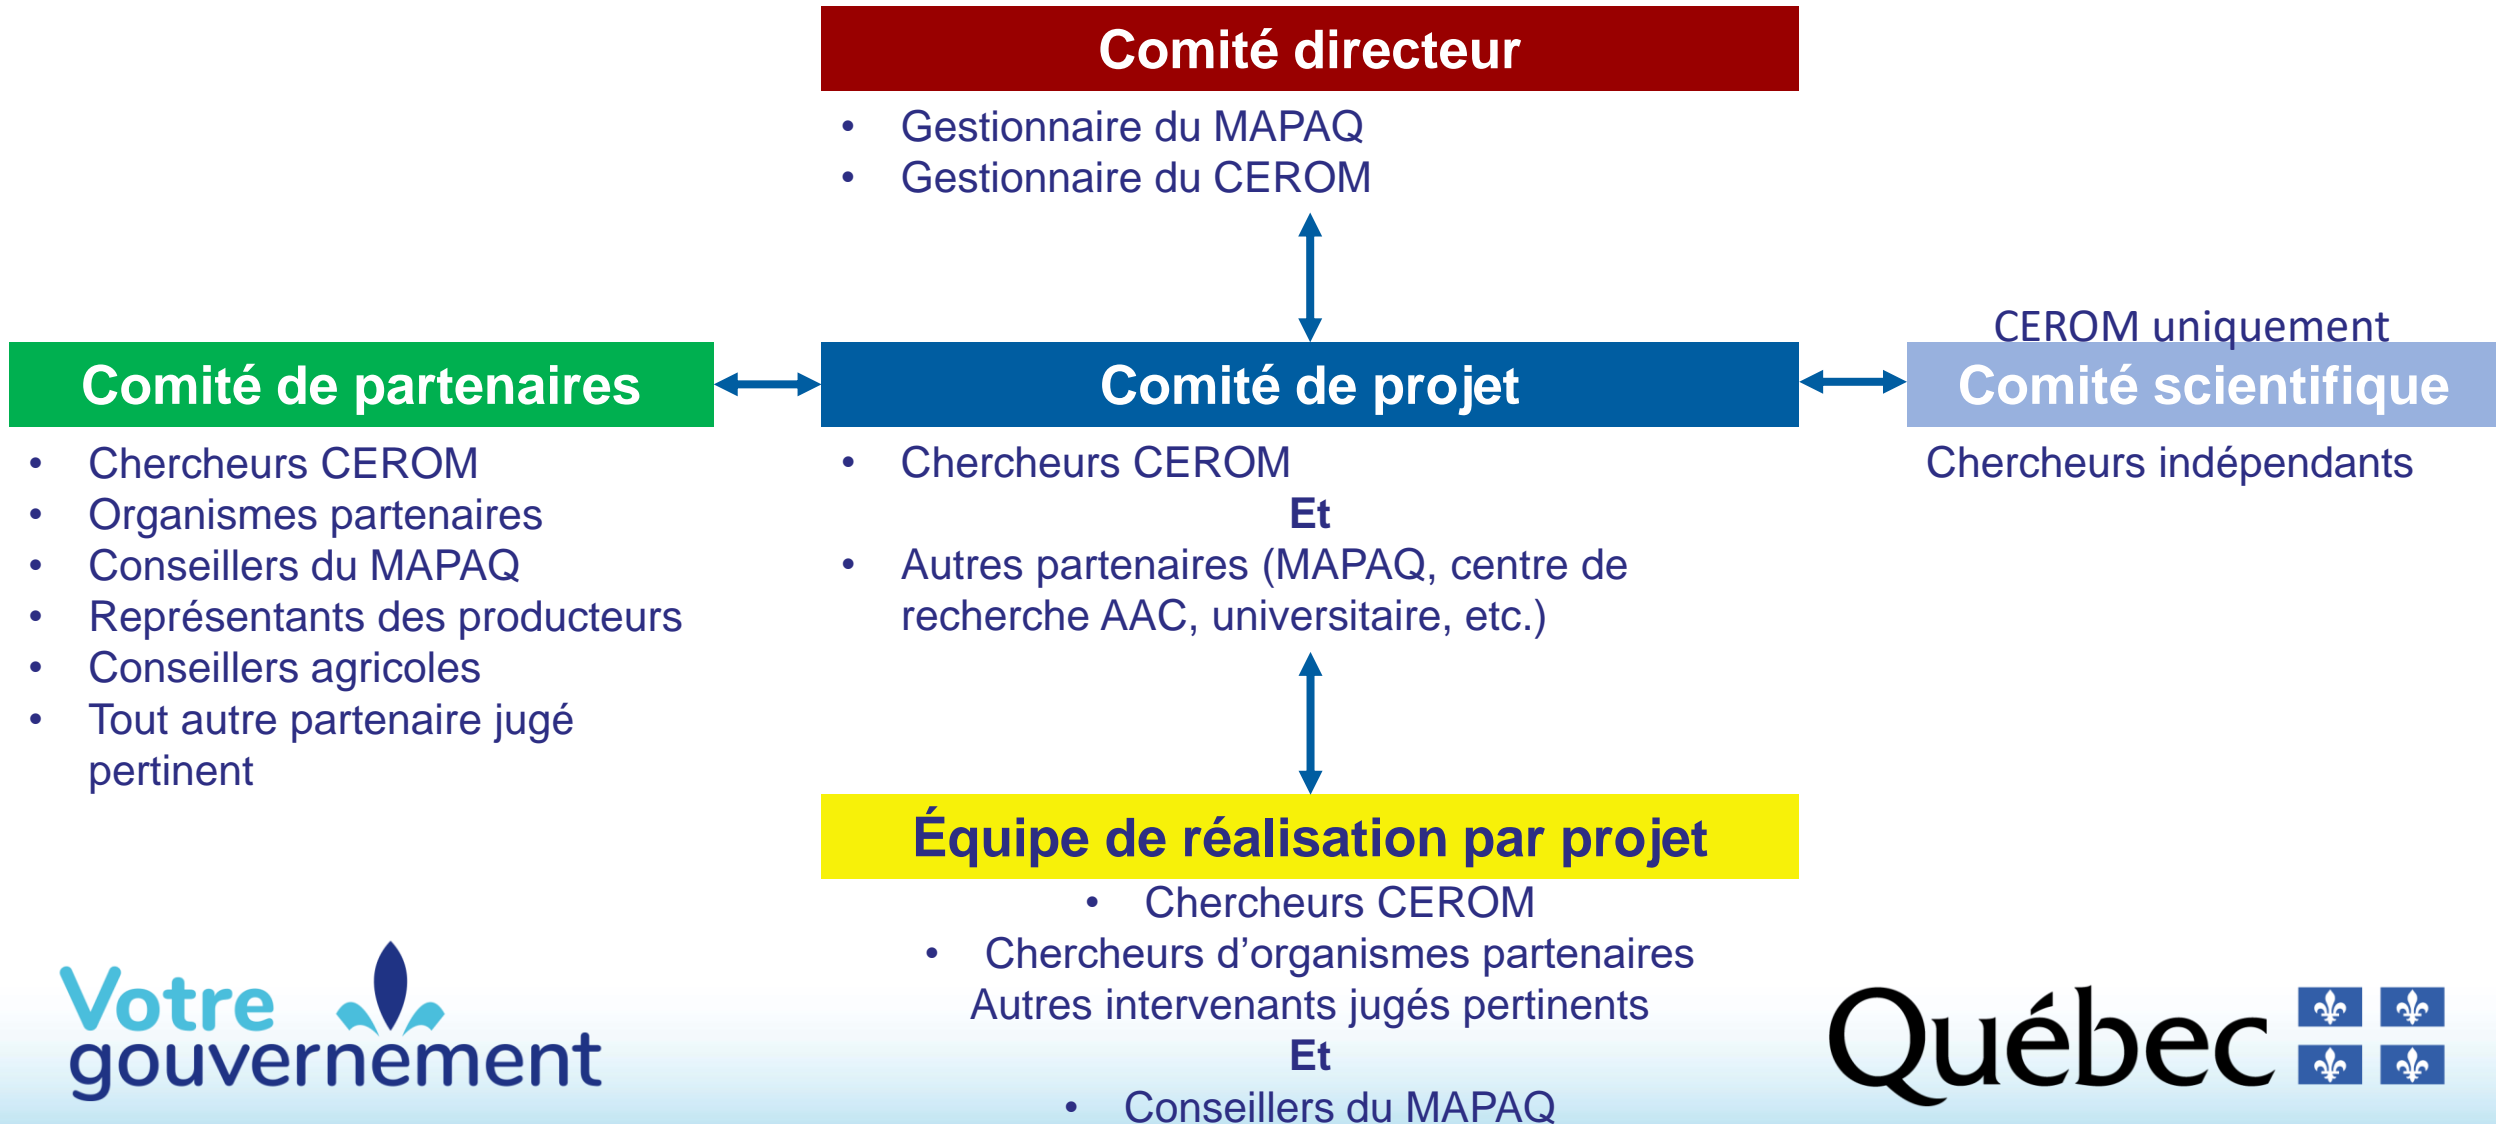 Comité directeur
• Gestionnaire du MAPAQ
• Gestionnaire du CEROM
Comité de partenaires
• Chercheurs CEROM
• Organismes partenaires
• Conseillers du MAPAQ
• Représentants des producteurs
• Conseillers agricoles
• Tout autre partenaire jugé
pertinent
Comité de projet
• Chercheurs CEROM
Et
• Autres partenaires (MAPAQ, centre de
recherche AAC, universitaire, etc.)
CEROM uniquement
Comité scientifique
Chercheurs indépendants
Équipe de réalisation par projet
• Chercheurs CEROM
• Chercheurs d’organismes partenaires
Autres intervenants jugés pertinents
Et
• Conseillers du MAPAQ
Votre
gouvernement
Québec